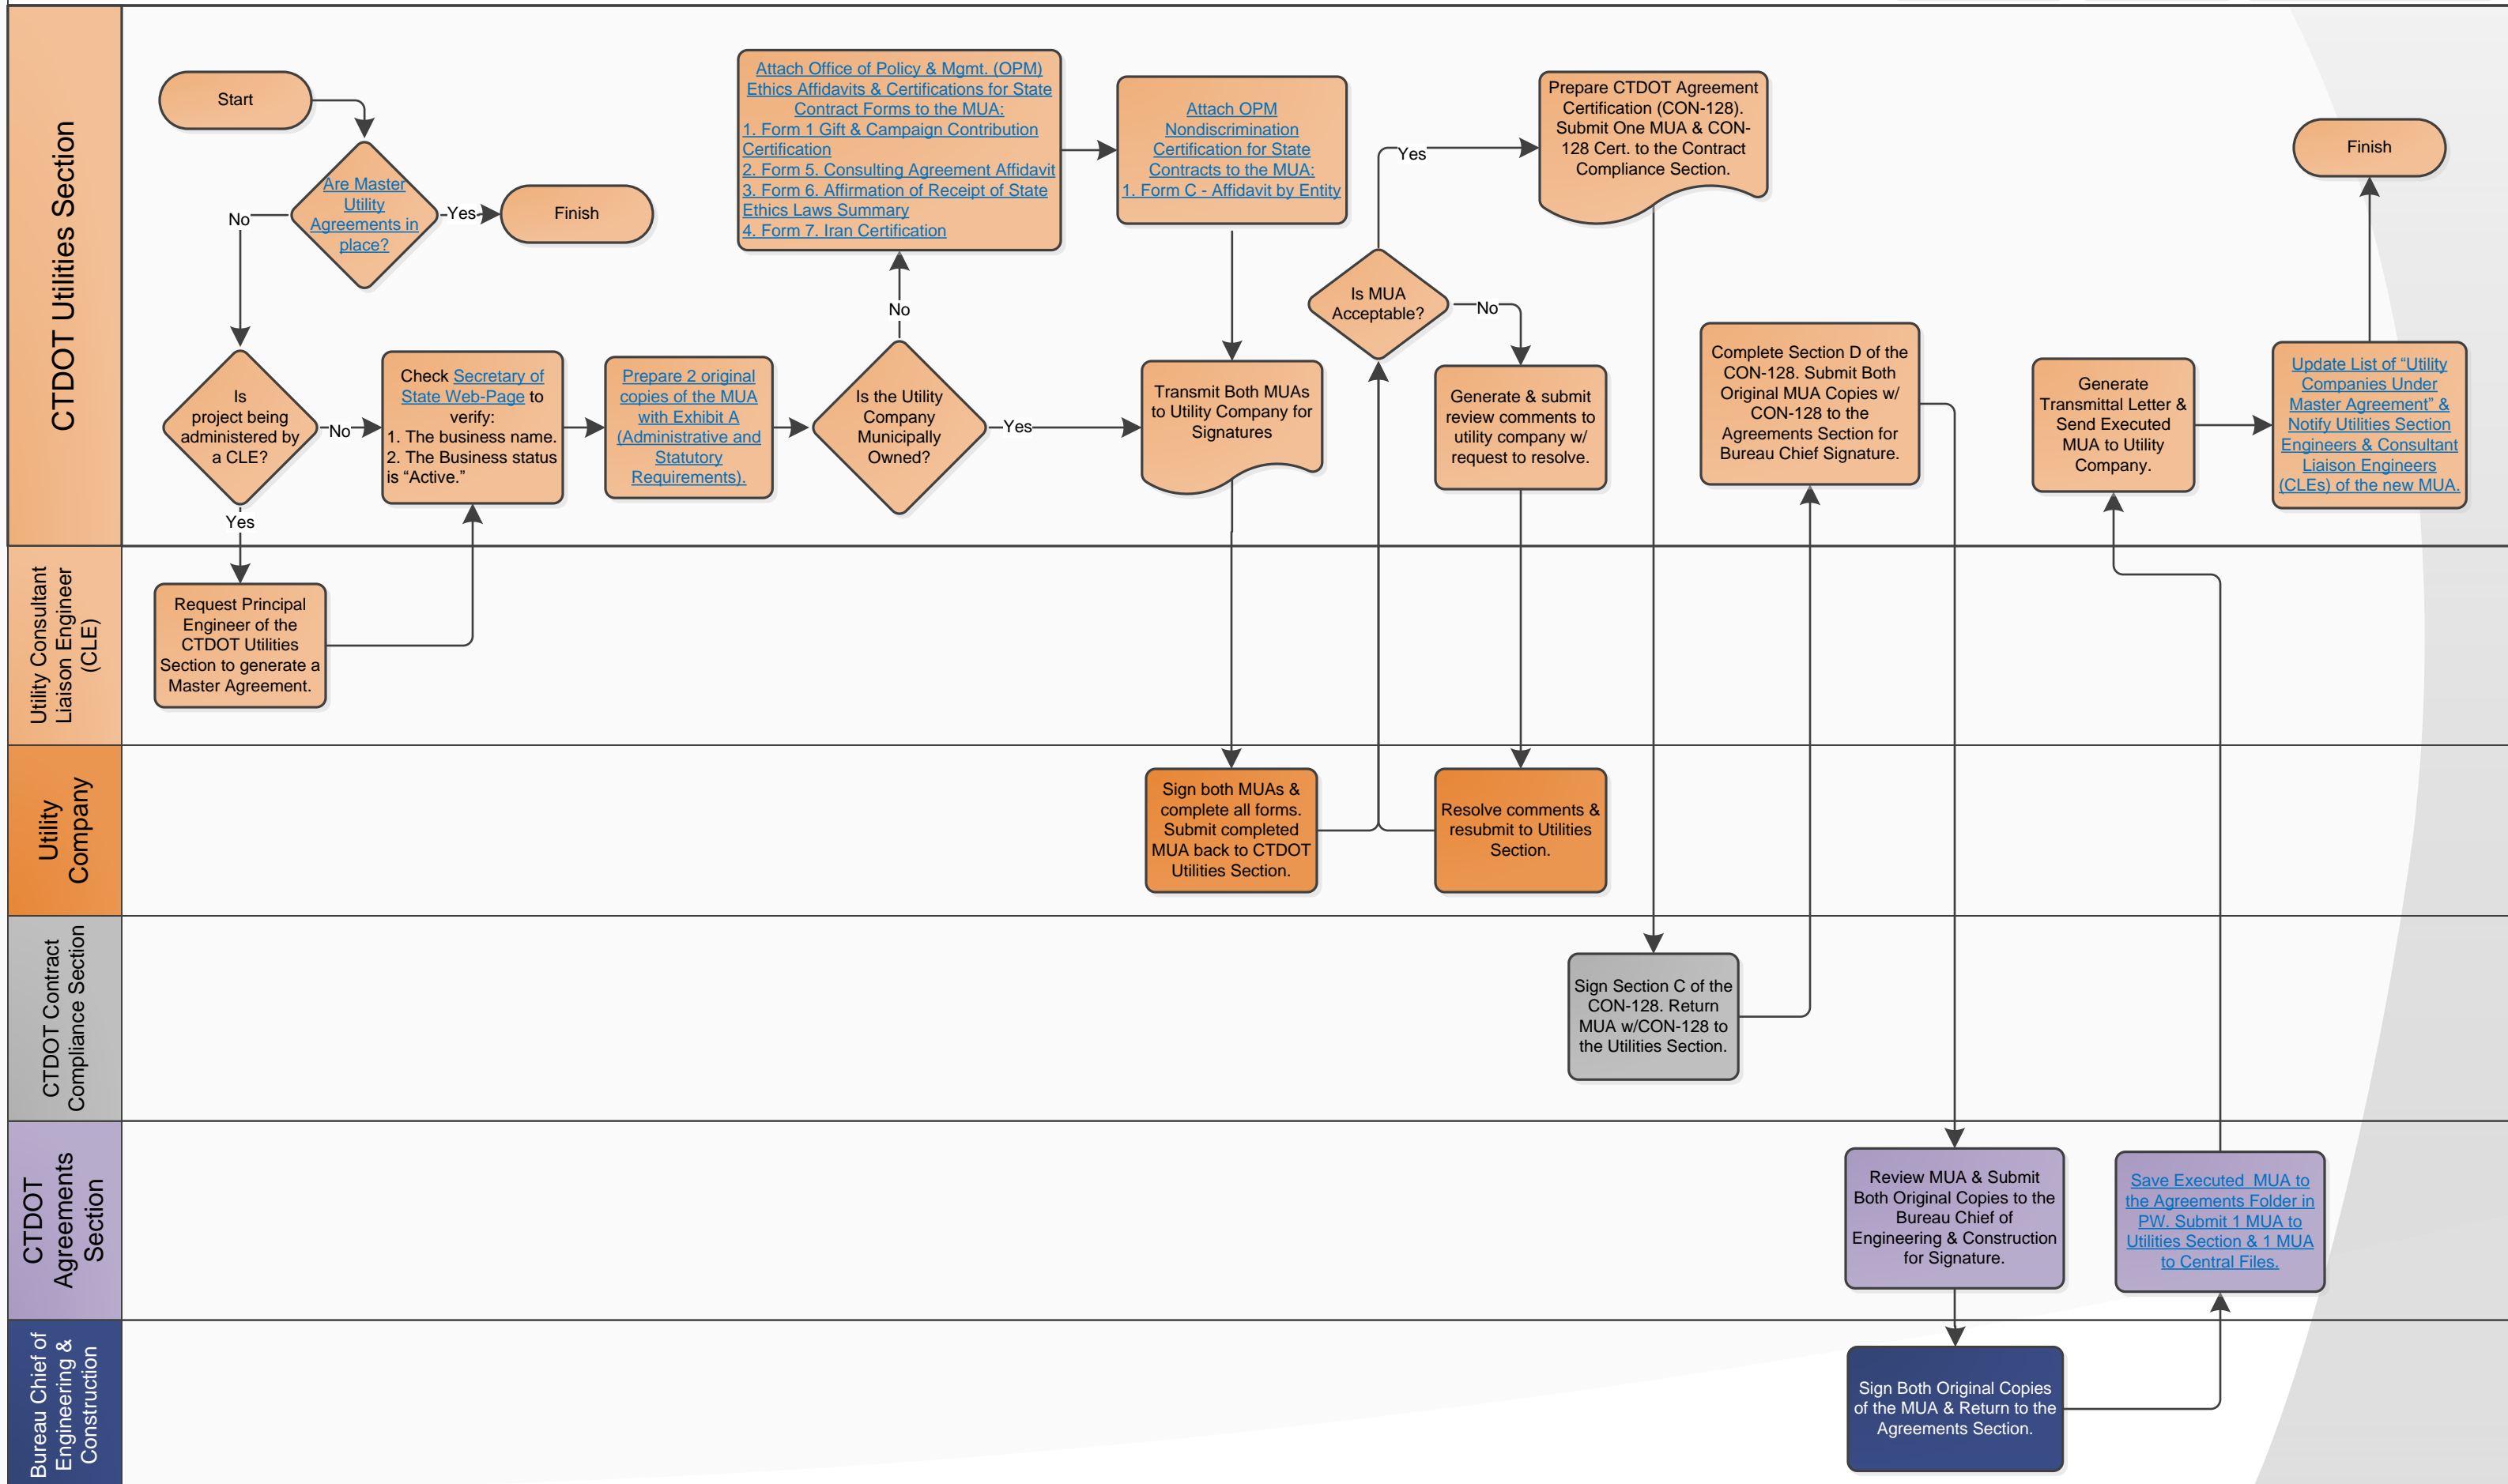 CTDOT Utilities Section
Start
Are Master
Utility
Agreements in
place?
Yes
Finish
No
Is
project being
administered by
a CLE?
No
Yes
Check Secretary of
State Web-Page to
verify:
1. The business name.
2. The Business status
is “Active.”
Prepare 2 original
copies of the MUA
with Exhibit A
(Administrative and
Statutory
Requirements).
Is the Utility
Company
Municipally
Owned?
No
Yes
Attach Office of Policy & Mgmt. (OPM)
Ethics Affidavits & Certifications for State
Contract Forms to the MUA:
1. Form 1 Gift & Campaign Contribution
Certification
2. Form 5. Consulting Agreement Affidavit
3. Form 6. Affirmation of Receipt of State
Ethics Laws Summary
4. Form 7. Iran Certification
Attach OPM
Nondiscrimination
Certification for State
Contracts to the MUA:
1. Form C - Affidavit by Entity
Transmit Both MUAs
to Utility Company for
Signatures
Is MUA
Acceptable?
Yes
No
Generate & submit
review comments to
utility company w/
request to resolve.
Prepare CTDOT Agreement
Certification (CON-128).
Submit One MUA & CON-
128 Cert. to the Contract
Compliance Section.
Complete Section D of the
CON-128. Submit Both
Original MUA Copies w/
CON-128 to the
Agreements Section for
Bureau Chief Signature.
Generate
Transmittal Letter &
Send Executed
MUA to Utility
Company.
Update List of “Utility
Companies Under
Master Agreement” &
Notify Utilities Section
Engineers & Consultant
Liaison Engineers
(CLEs) of the new MUA.
Finish
Utility Consultant
Liaison Engineer
(CLE)
Request Principal
Engineer of the
CTDOT Utilities
Section to generate a
Master Agreement.
Utility
Company
Sign both MUAs &
complete all forms.
Submit completed
MUA back to CTDOT
Utilities Section.
Resolve comments &
resubmit to Utilities
Section.
CTDOT Contract
Compliance Section
Sign Section C of the
CON-128. Return
MUA w/CON-128 to
the Utilities Section.
CTDOT
Agreements
Section
Review MUA & Submit
Both Original Copies to the
Bureau Chief of
Engineering & Construction
for Signature.
Save Executed MUA to
the Agreements Folder in
PW. Submit 1 MUA to
Utilities Section & 1 MUA
to Central Files.
Bureau Chief of
Engineering &
Construction
Sign Both Original Copies
of the MUA & Return to the
Agreements Section.